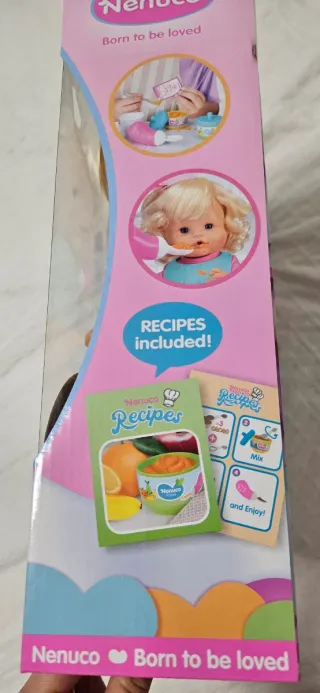 Nenuco
Born to be loved
RECIPES
included!
Nenuco
Recipes
Nenuco
Nenuco
Recipes
Mix
and Enjoy!
Nenuco Born to be loved